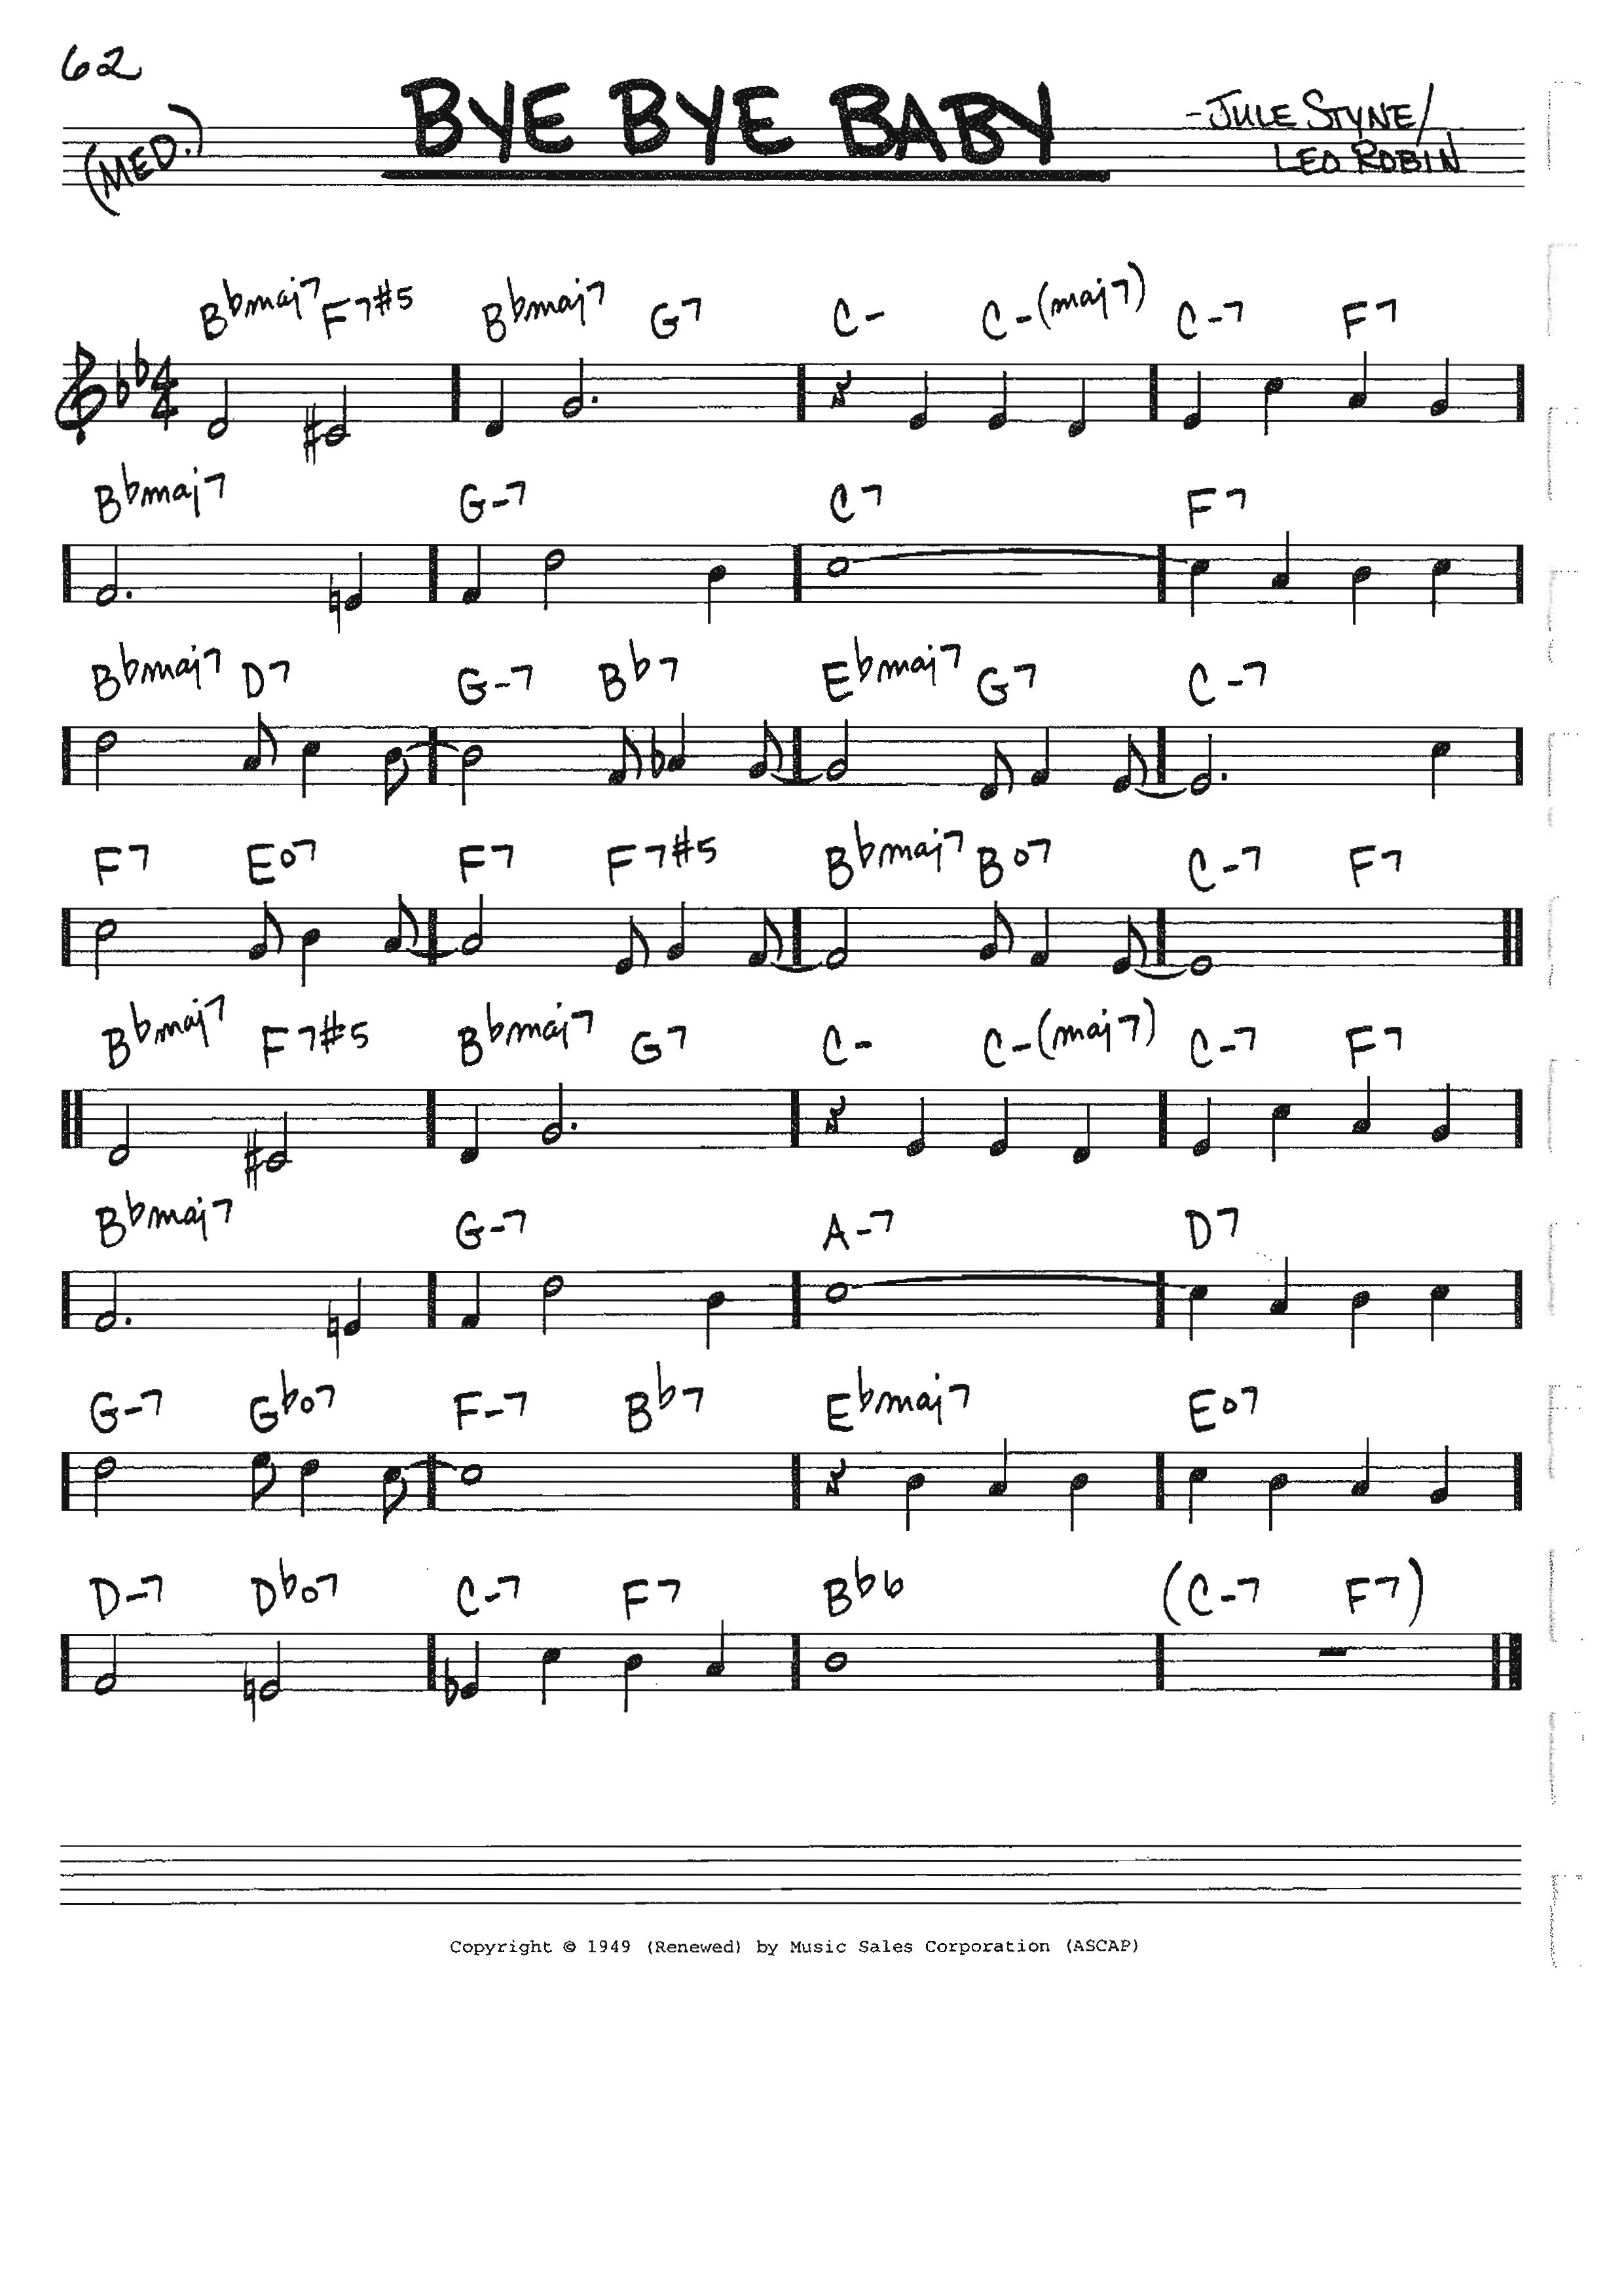 62
BYE BYE BABY
(MED.)
-JULE STYNE/
LEO ROBIN
4/4
Bbmaj7 F7#5 Bbmaj7 G7 C- C-(maj7) C-7 F7
Bbmaj7 G-7 C7 F7
Bbmaj7 D7 G-7 Bb7 Ebmaj7 G7 C-7
F7 Eo7 F7 F7#5 Bbmaj7 Bo7 C-7 F7
Bbmaj7 F7#5 Bbmaj7 G7 C- C-(maj7) C-7 F7
Bbmaj7 G-7 A-7 D7
G-7 Gbo7 F-7 Bb7 Ebmaj7 Eo7
D-7 Dbo7 C-7 F7 Bb6 (C-7 F7)
Copyright © 1949 (Renewed) by Music Sales Corporation (ASCAP)